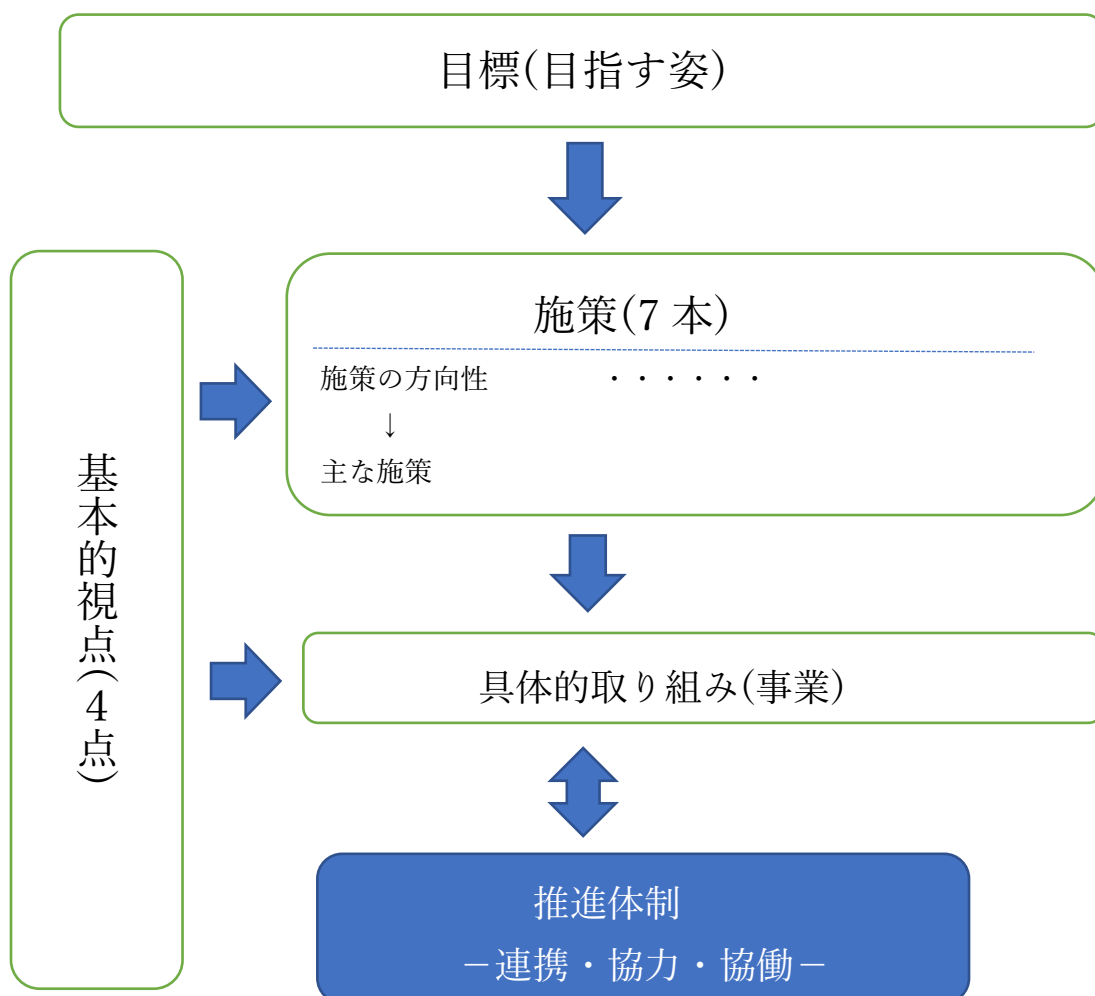 目標(目指す姿)
施策(7 本)
施策の方向性　・・・・・・
↓
主な施策
基本的視点(4点)
具体的取り組み(事業)
推進体制
－連携・協力・協働－